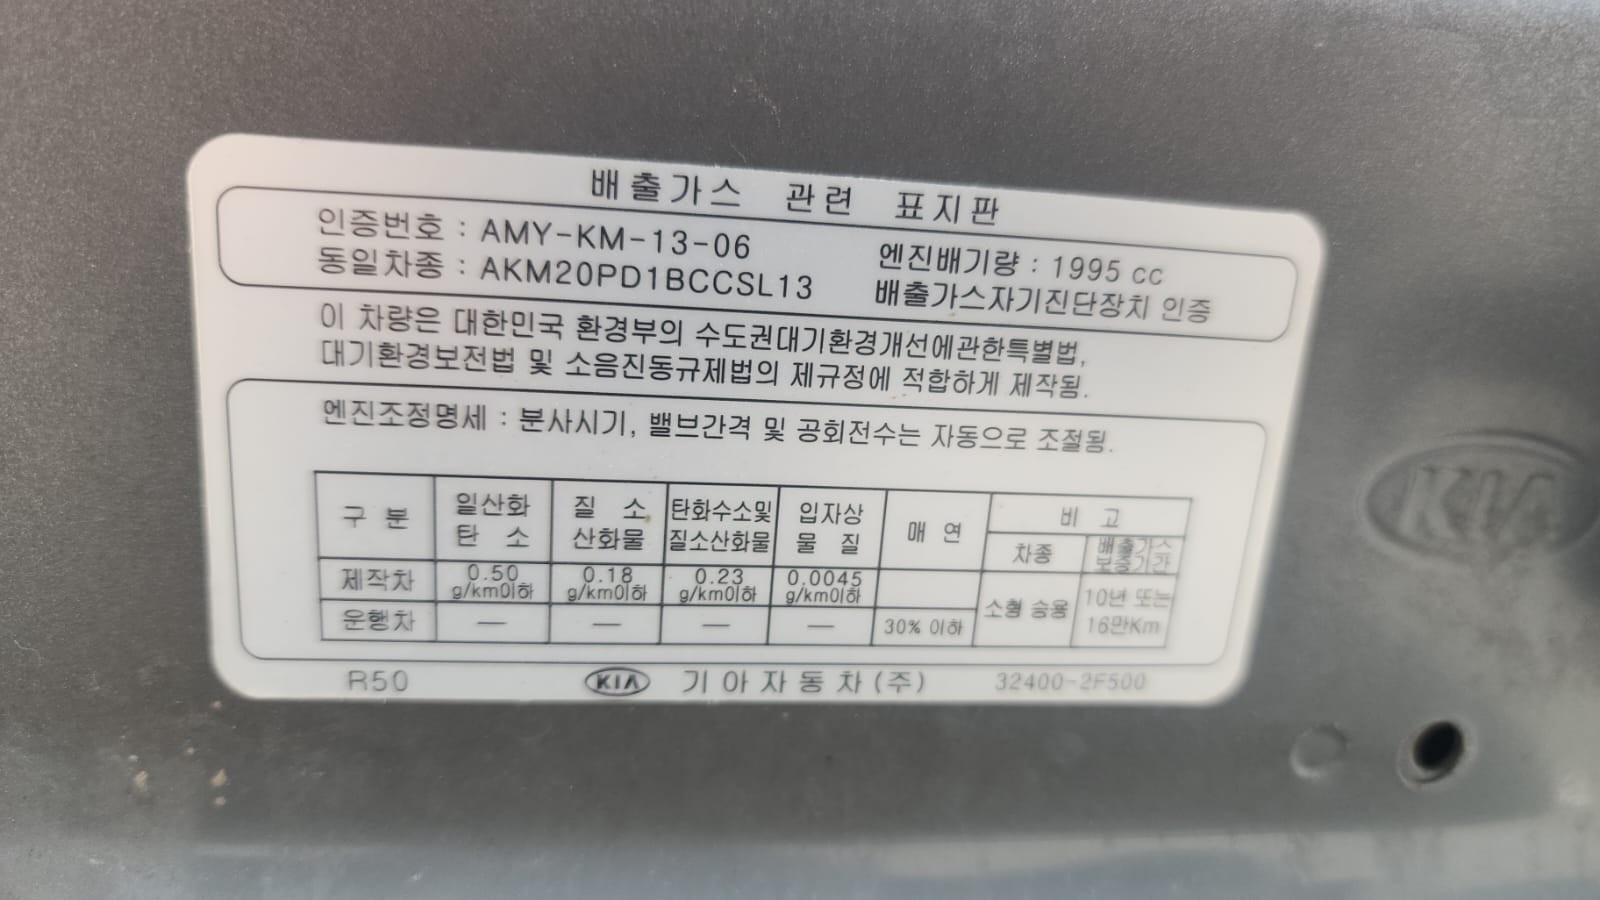 배출가스 관련 표지판
인증번호 : AMY-KM-13-06 엔진배기량 : 1995 cc
동일차종 : AKM20PD1BCCSL13 배출가스자기진단장치 인증
이 차량은 대한민국 환경부의 수도권대기환경개선에관한특별법,
대기환경보전법 및 소음진동규제법의 제규정에 적합하게 제작됨.
엔진조정명세 : 분사시기, 밸브간격 및 공회전수는 자동으로 조절됨.
구 분 일산화탄 소 질 소산화물 탄화수소및질소산화물 입자상물 질 매 연 비 고
차종 배출가스보증기간
제작차 0.50 g/km이하 0.18 g/km이하 0.23 g/km이하 0.0045 g/km이하 소형 승용 10년 또는 16만Km
운행차 — — — — 30% 이하
R50 KIA 기아자동차(주) 32400-2F500
KIA